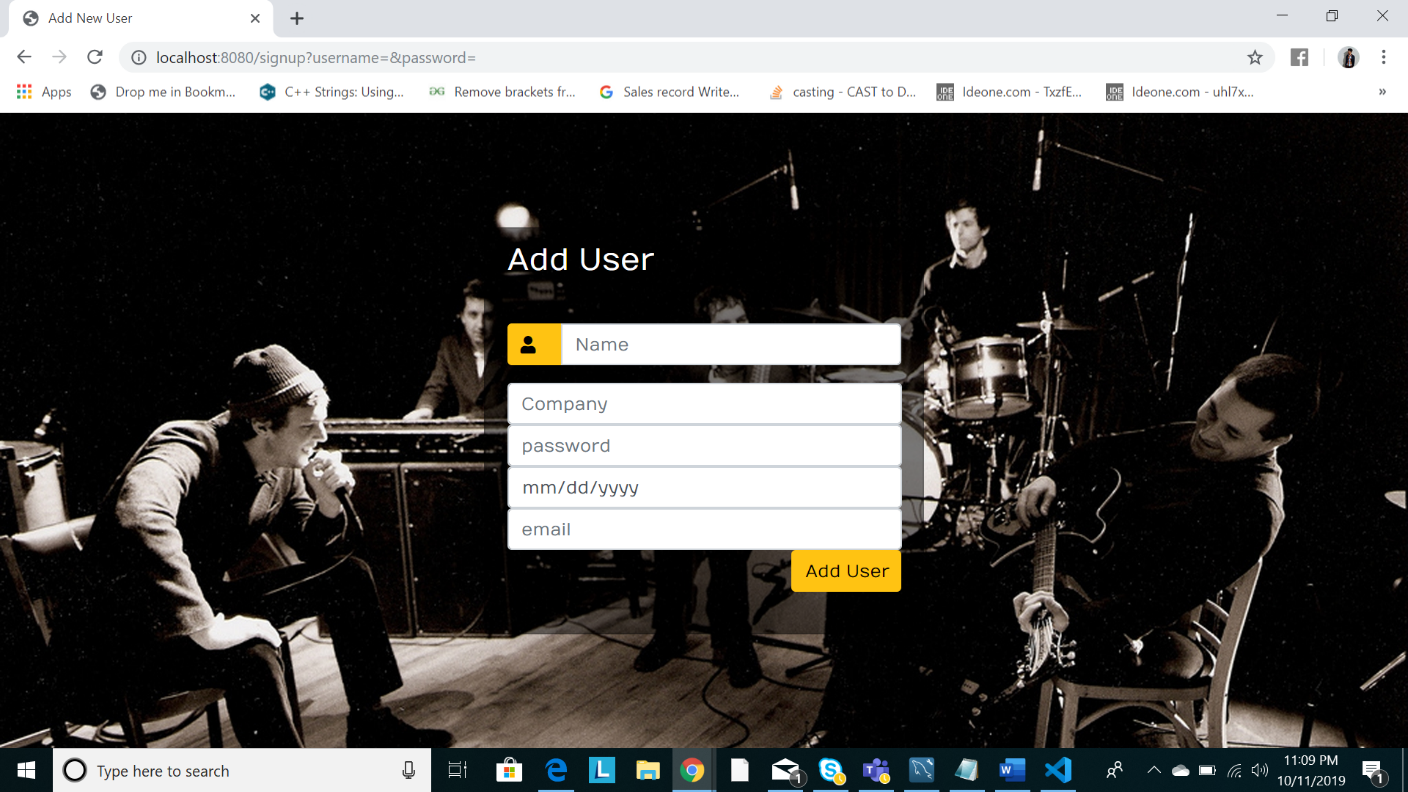 Add New User
localhost:8080/signup?username=&password=
Apps
Drop me in Bookm...
C++ Strings: Using...
Remove brackets fr...
Sales record Write...
casting - CAST to D...
Ideone.com - TxzfE...
Ideone.com - uhl7x...
»
Add User
Name
Company
password
mm/dd/yyyy
email
Add User
Type here to search
11:09 PM
10/11/2019
1
1